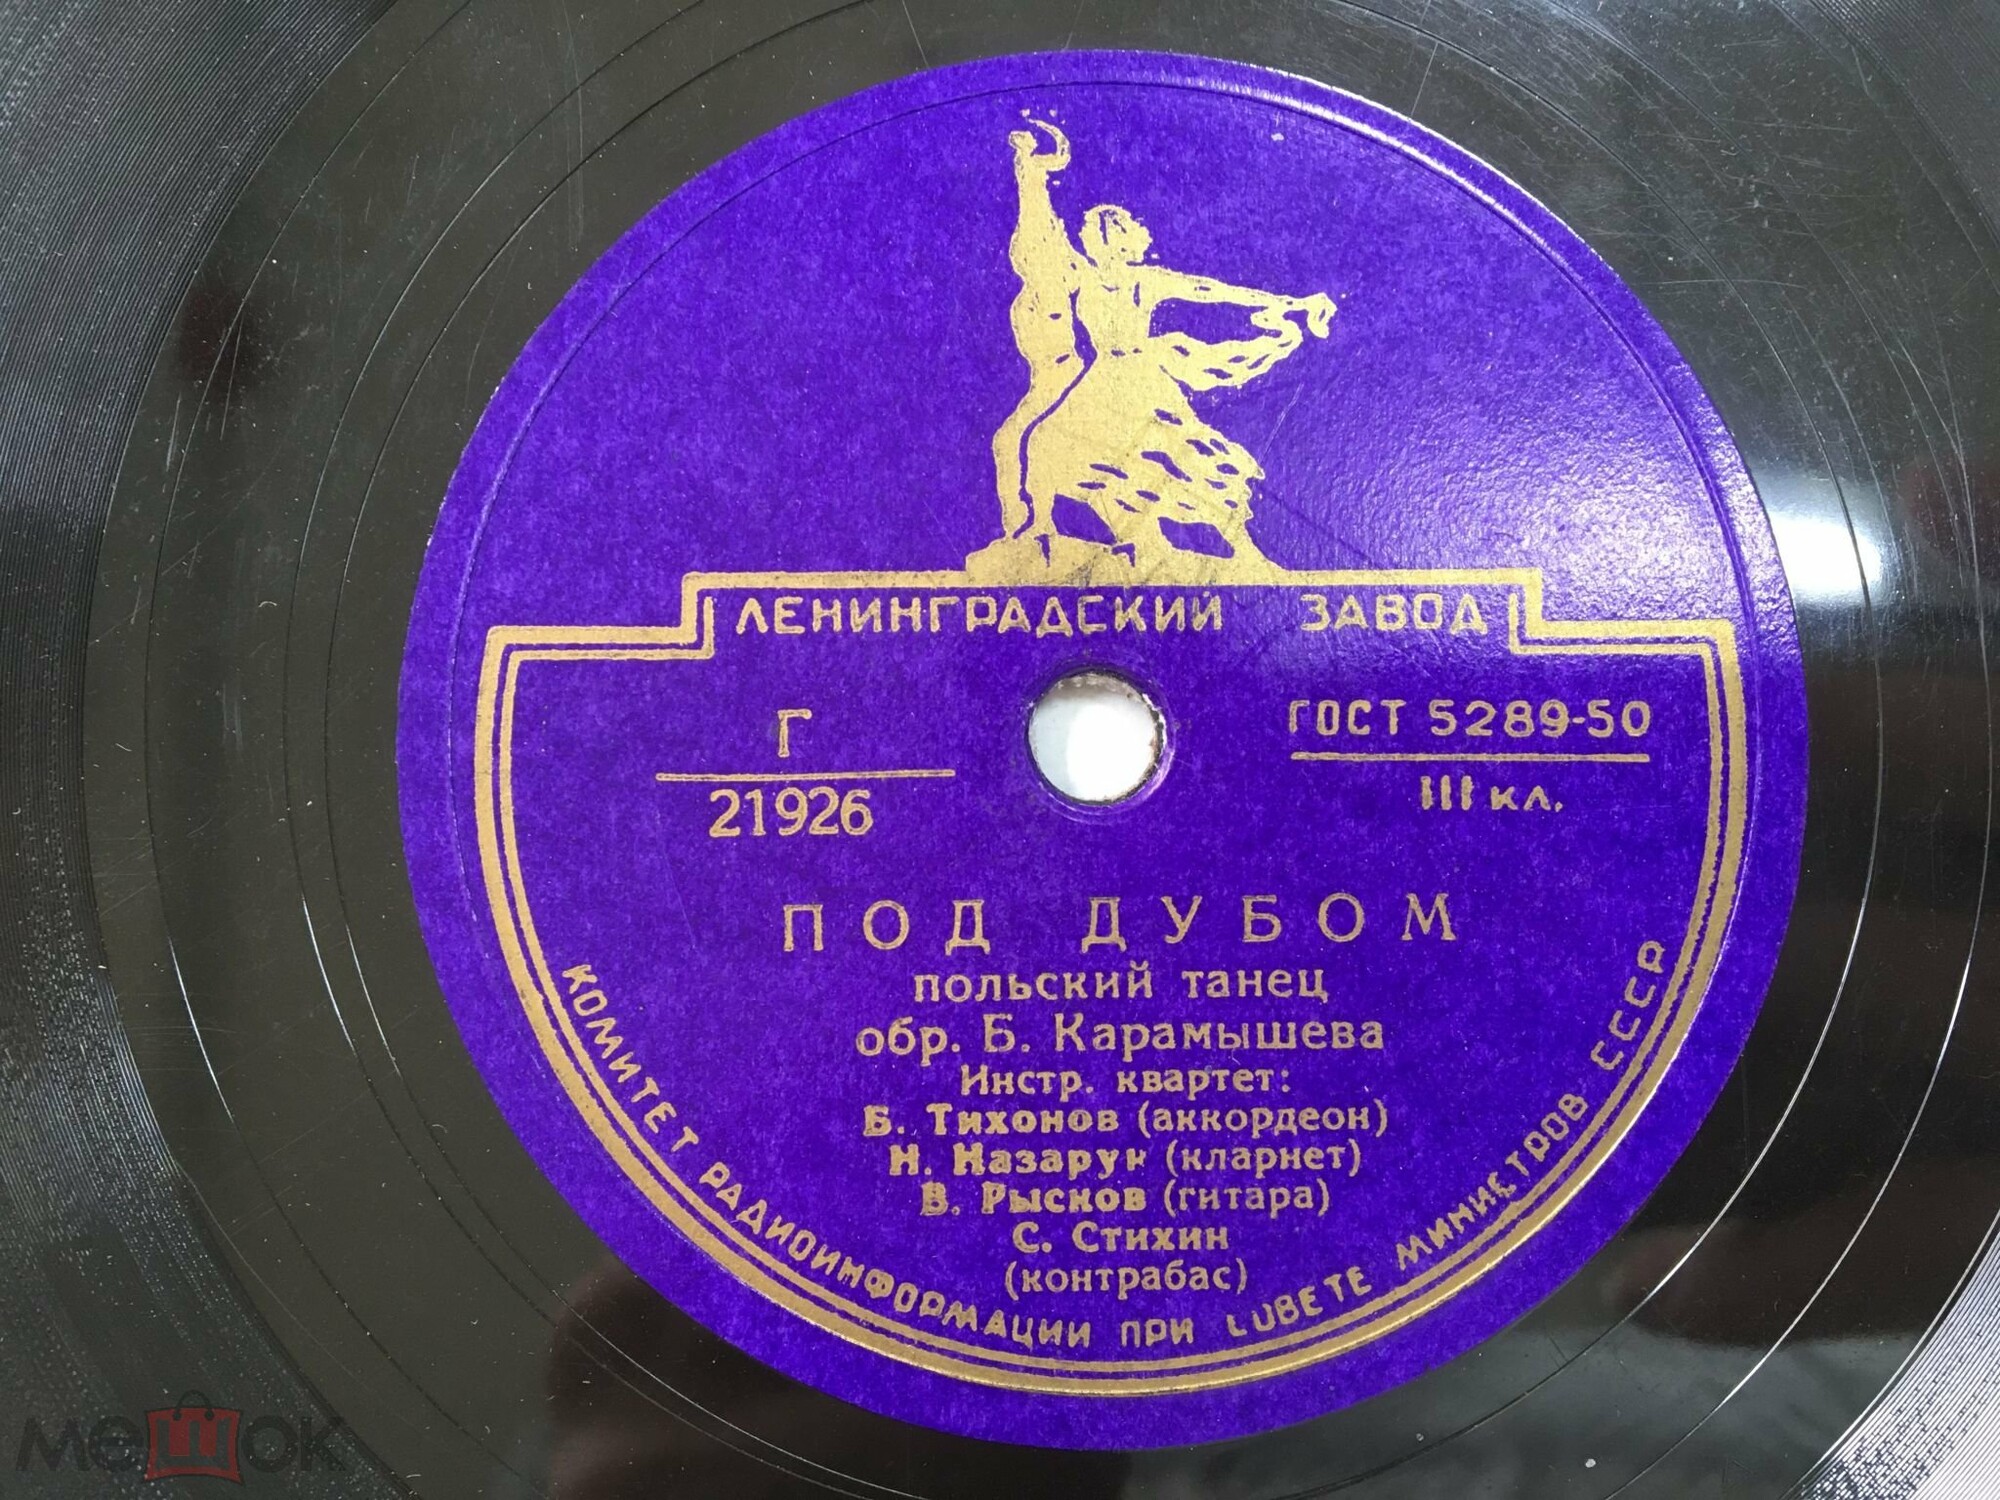 ЛЕНИНГРАДСКИЙ ЗАВОД
Г
21926
ГОСТ 5289-50
III кл.
ПОД ДУБОМ
польский танец
обр. Б. Карамышева
Инстр. квартет:
Б. Тихонов (аккордеон)
Н. Назарук (кларнет)
В. Рысков (гитара)
С. Стихин
(контрабас)
КОМИТЕТ РАДИОИНФОРМАЦИИ ПРИ СОВЕТЕ МИНИСТРОВ СССР
мешок